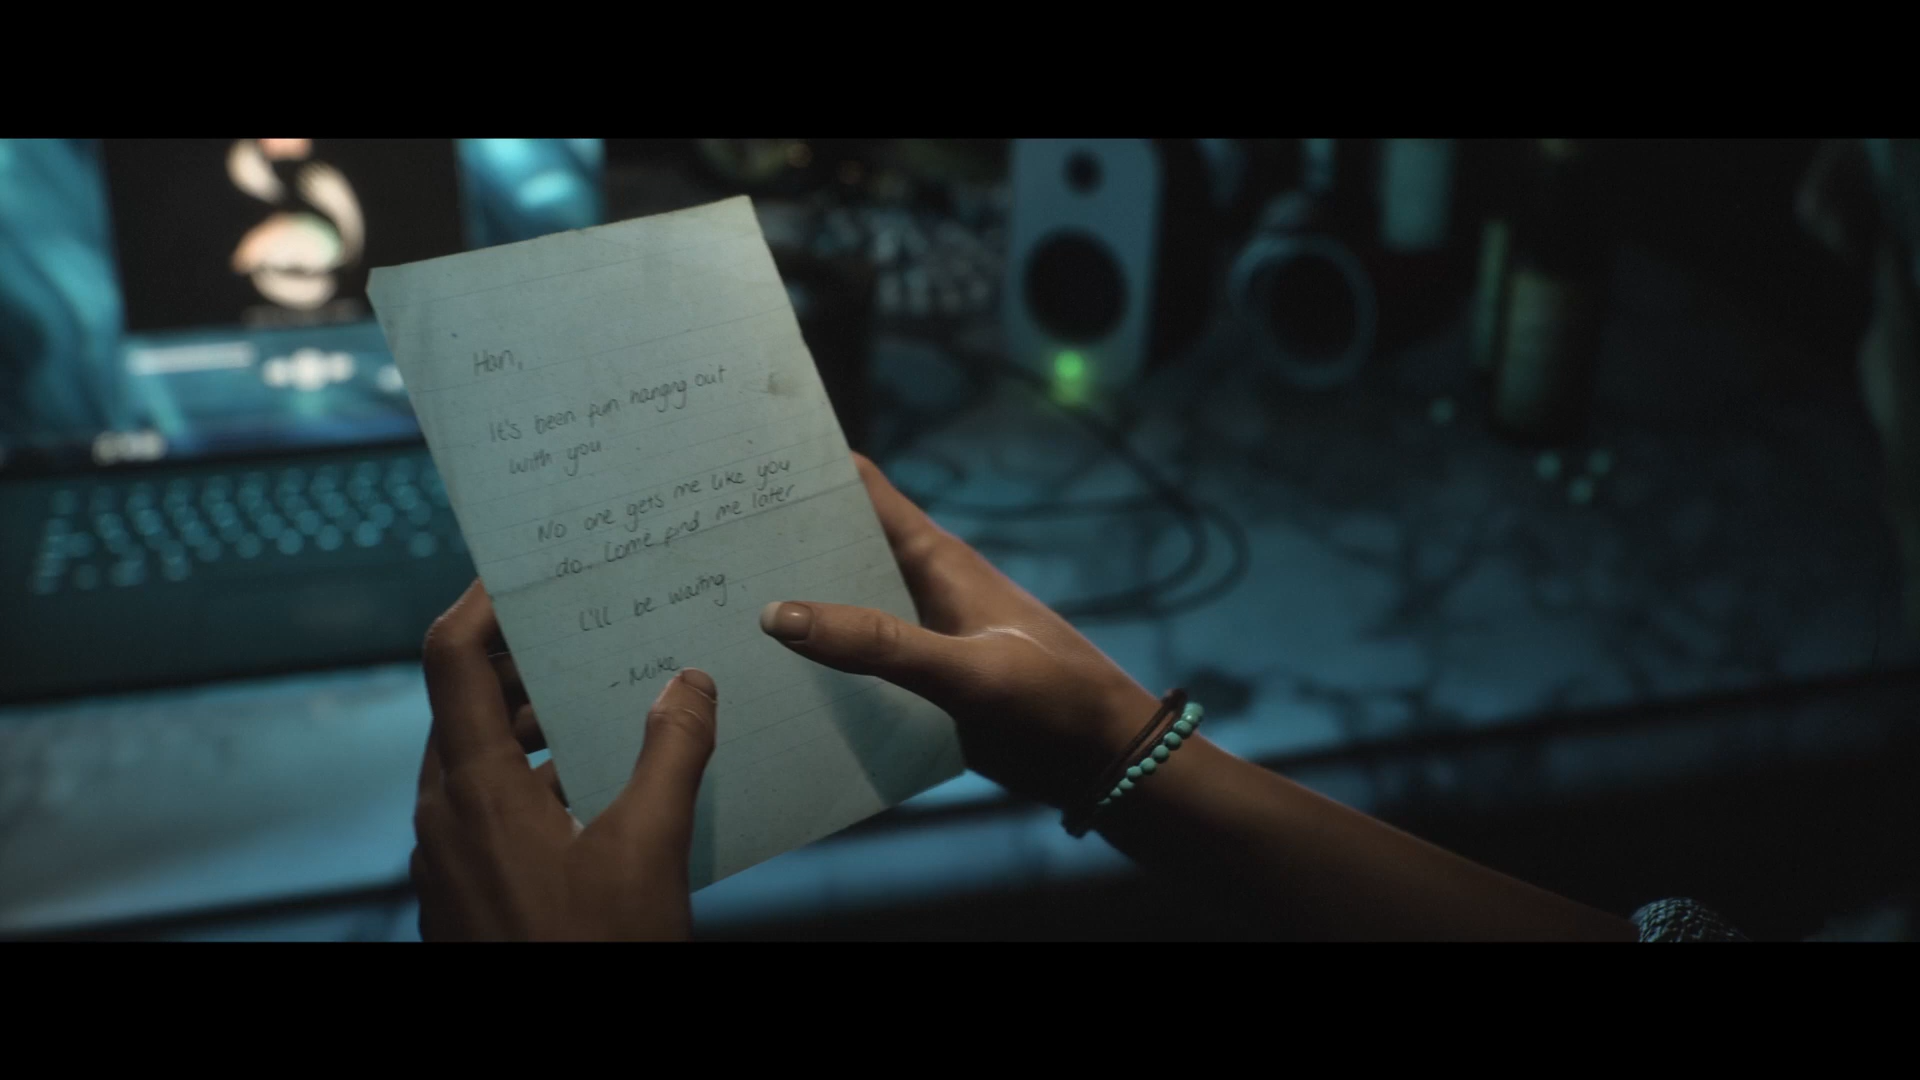 Han,
It's been fun hanging out
with you
No one gets me like you
do. Come find me later
I'll be waiting.
- Mike